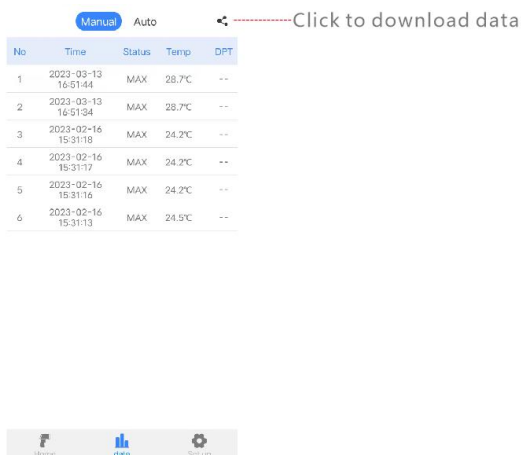 Manual Auto Click to download data
No Time Status Temp DPT
1 2023-03-13 16:51:44 MAX 28.7℃ --
2 2023-03-13 16:51:34 MAX 28.7℃ --
3 2023-02-16 15:31:18 MAX 24.2℃ --
4 2023-02-16 15:31:17 MAX 24.2℃ --
5 2023-02-16 15:31:16 MAX 24.2℃ --
6 2023-02-16 15:31:13 MAX 24.5℃ --
Home data Set up